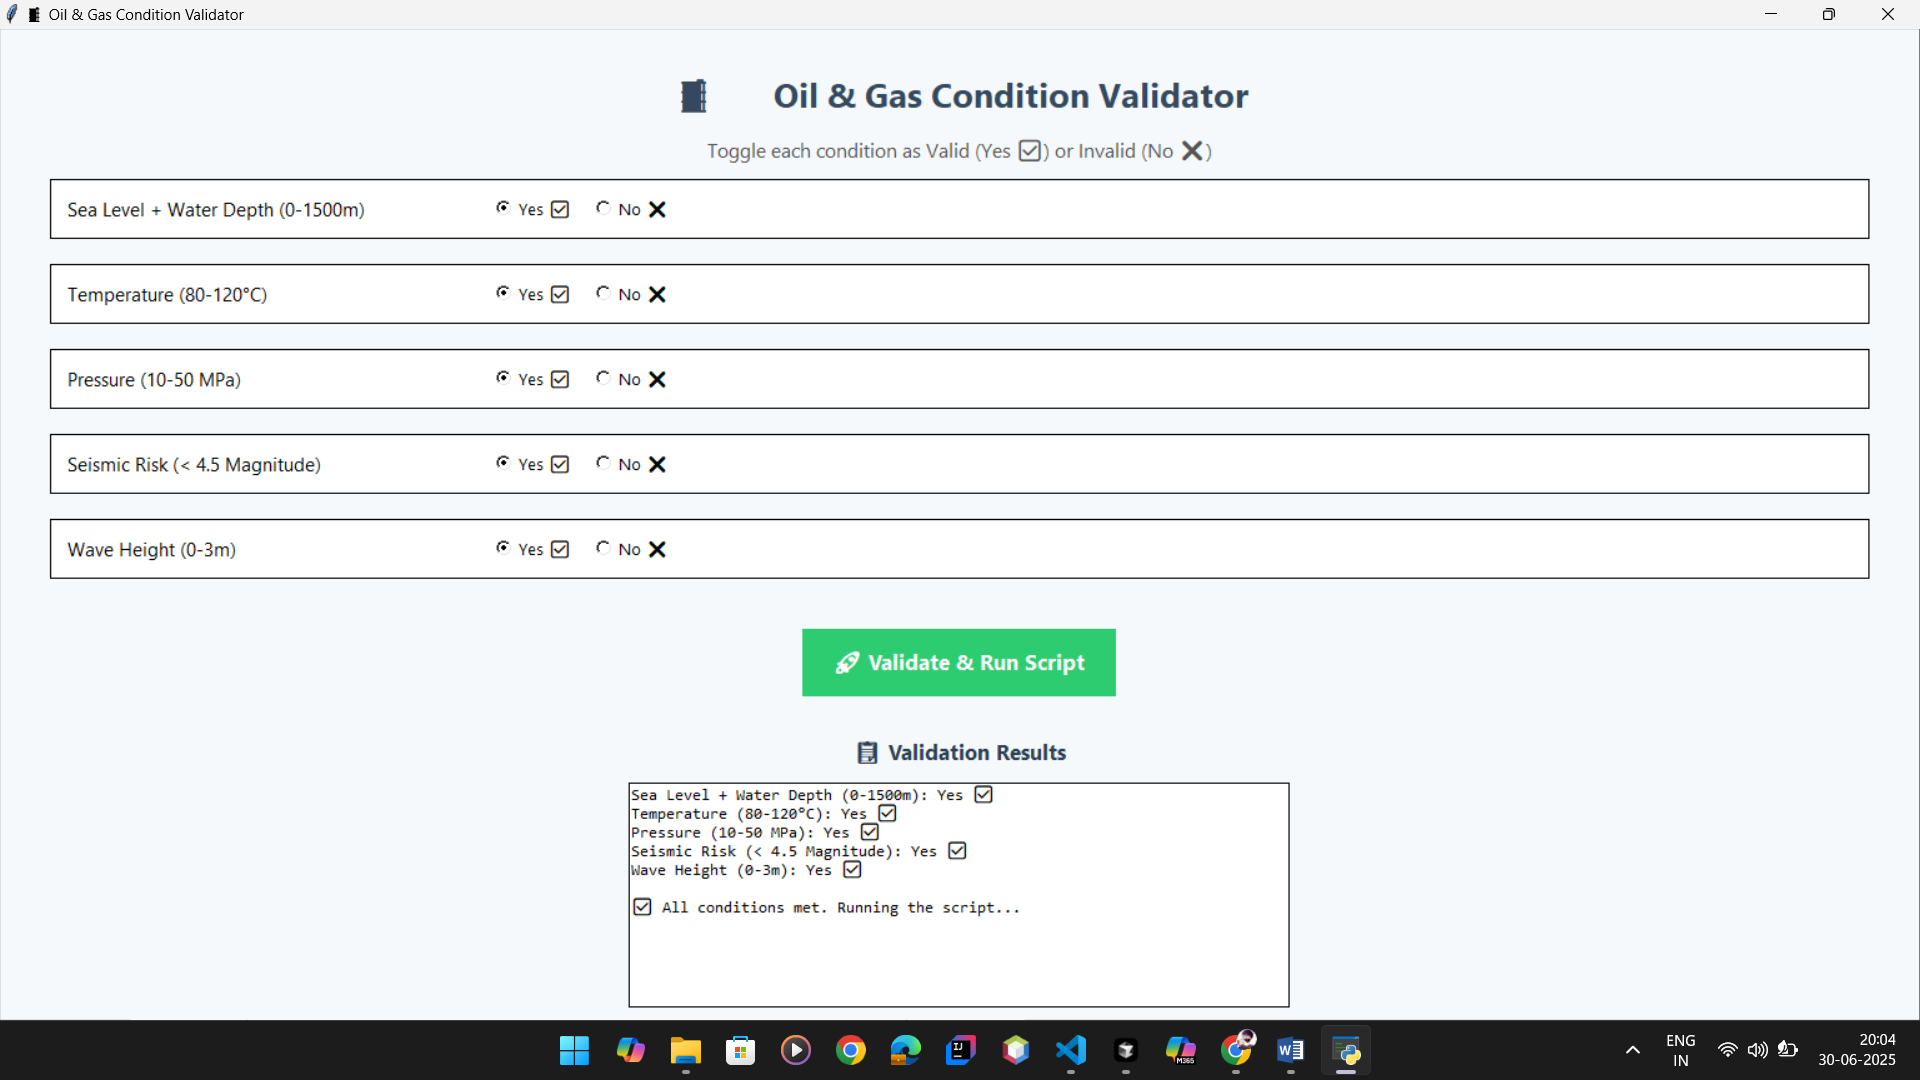 Oil & Gas Condition Validator
Oil & Gas Condition Validator
Toggle each condition as Valid (Yes ☑) or Invalid (No ❌)
Sea Level + Water Depth (0-1500m) Yes ☑ No ❌
Temperature (80-120°C) Yes ☑ No ❌
Pressure (10-50 MPa) Yes ☑ No ❌
Seismic Risk (< 4.5 Magnitude) Yes ☑ No ❌
Wave Height (0-3m) Yes ☑ No ❌
🚀 Validate & Run Script
📋 Validation Results
Sea Level + Water Depth (0-1500m): Yes ☑
Temperature (80-120°C): Yes ☑
Pressure (10-50 MPa): Yes ☑
Seismic Risk (< 4.5 Magnitude): Yes ☑
Wave Height (0-3m): Yes ☑
☑ All conditions met. Running the script...
IJ
M365
W
ENG
IN
20:04
30-06-2025